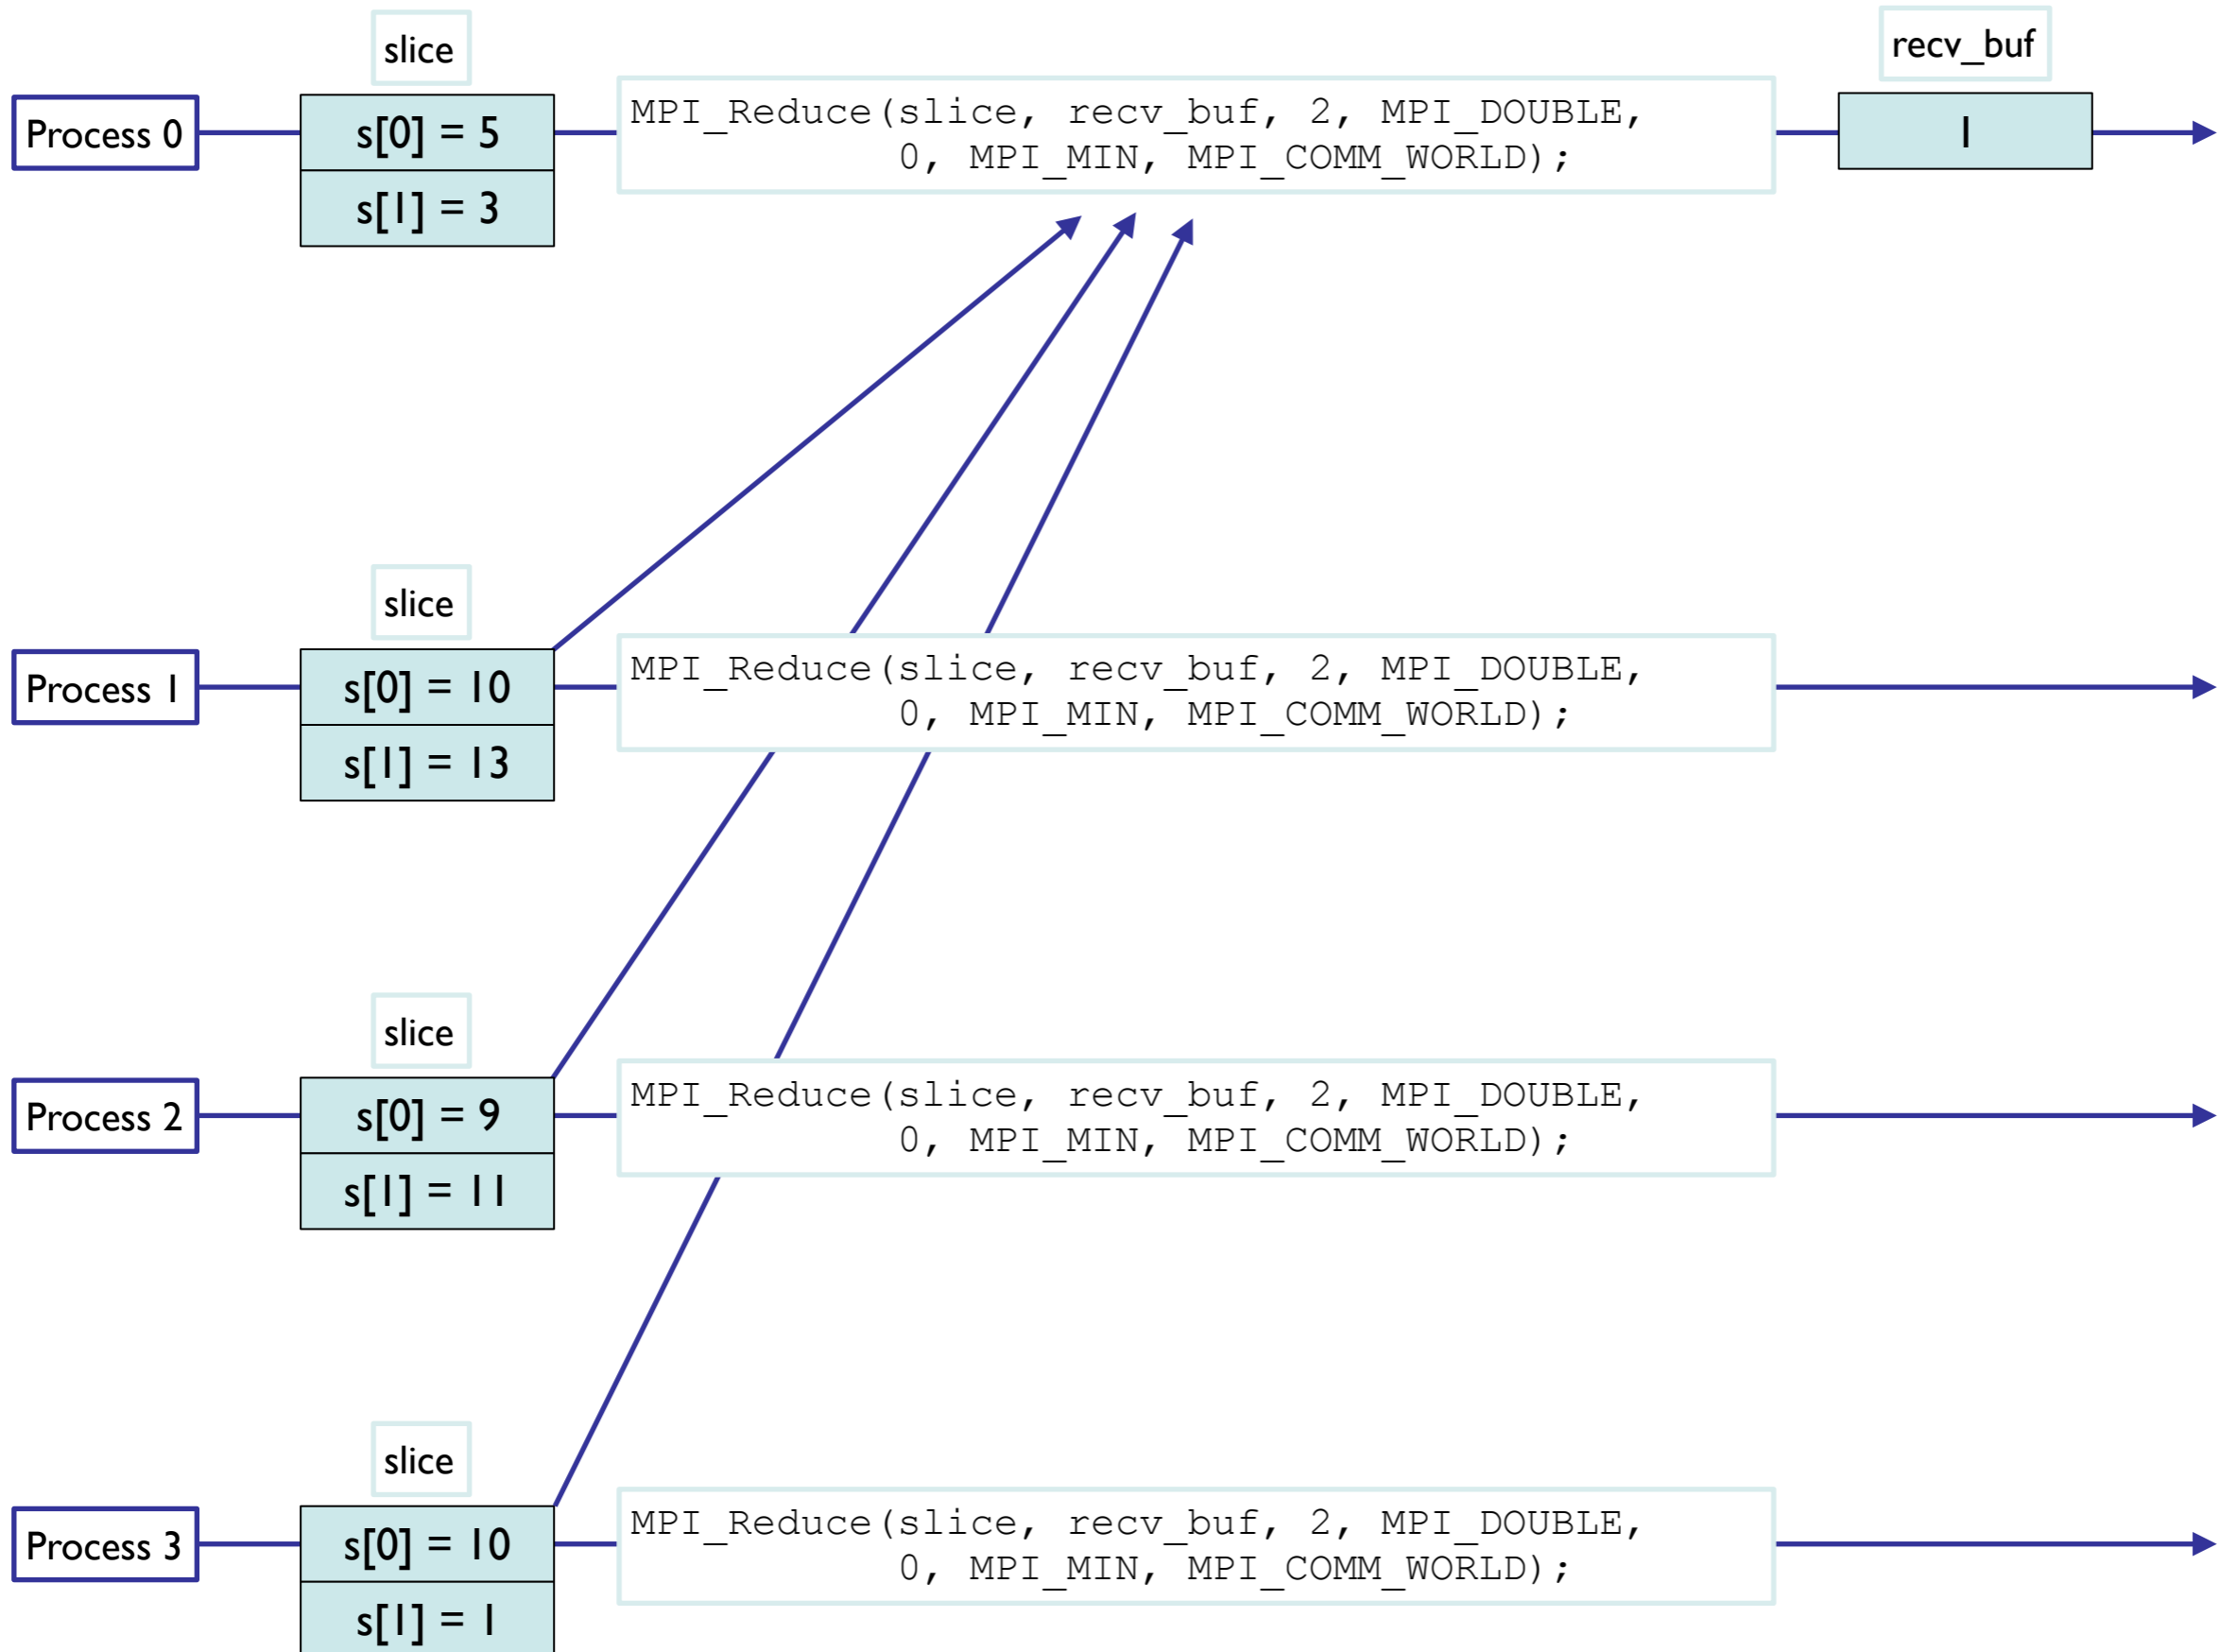 slice
recv_buf
Process 0
s[0] = 5
s[1] = 3
MPI_Reduce(slice, recv_buf, 2, MPI_DOUBLE,
0, MPI_MIN, MPI_COMM_WORLD);
1
slice
Process 1
s[0] = 10
s[1] = 13
MPI_Reduce(slice, recv_buf, 2, MPI_DOUBLE,
0, MPI_MIN, MPI_COMM_WORLD);
slice
Process 2
s[0] = 9
s[1] = 11
MPI_Reduce(slice, recv_buf, 2, MPI_DOUBLE,
0, MPI_MIN, MPI_COMM_WORLD);
slice
Process 3
s[0] = 10
s[1] = 1
MPI_Reduce(slice, recv_buf, 2, MPI_DOUBLE,
0, MPI_MIN, MPI_COMM_WORLD);